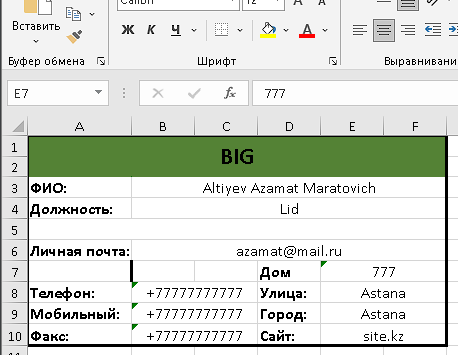 Calibri 11
Вставить
Ж К Ч
Буфер обмена Шрифт Выравнивани
E7 fx 777
A B C D E F
1 BIG
2
3 ФИО: Altiyev Azamat Maratovich
4 Должность: Lid
5
6 Личная почта: azamat@mail.ru
7 Дом 777
8 Телефон: +77777777777 Улица: Astana
9 Мобильный: +77777777777 Город: Astana
10 Факс: +77777777777 Сайт: site.kz